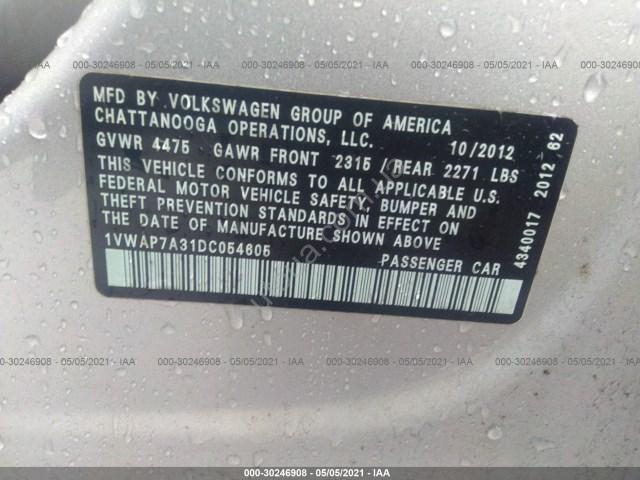 000-30246908 - 05/05/2021 - IAA
MFD BY VOLKSWAGEN GROUP OF AMERICA
CHATTANOOGA OPERATIONS, LLC. 10/2012
GVWR 4475 GAWR FRONT 2315 / REAR 2271 LBS
THIS VEHICLE CONFORMS TO ALL APPLICABLE U.S.
FEDERAL MOTOR VEHICLE SAFETY, BUMPER AND
THEFT PREVENTION STANDARDS IN EFFECT ON
THE DATE OF MANUFACTURE SHOWN ABOVE.
1VWAP7A31DC054605 PASSENGER CAR
4340017 2012 62
000-30246908 - 05/05/2021 - IAA
000-30246908 - 05/05/2021 - IAA